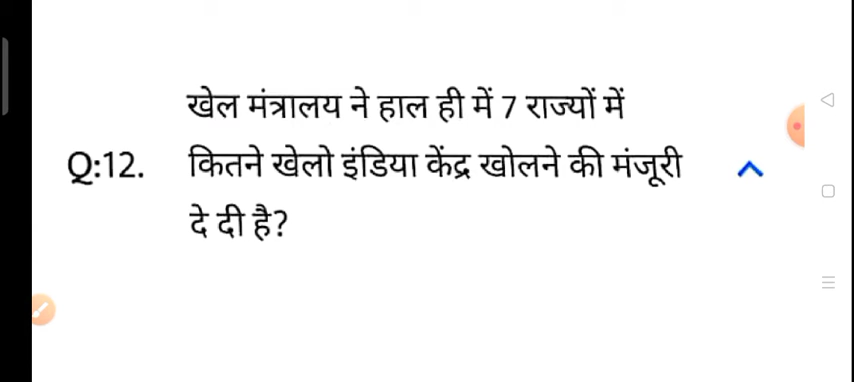 खेल मंत्रालय ने हाल ही में 7 राज्यों में
Q:12. कितने खेलो इंडिया केंद्र खोलने की मंजूरी
दे दी है?